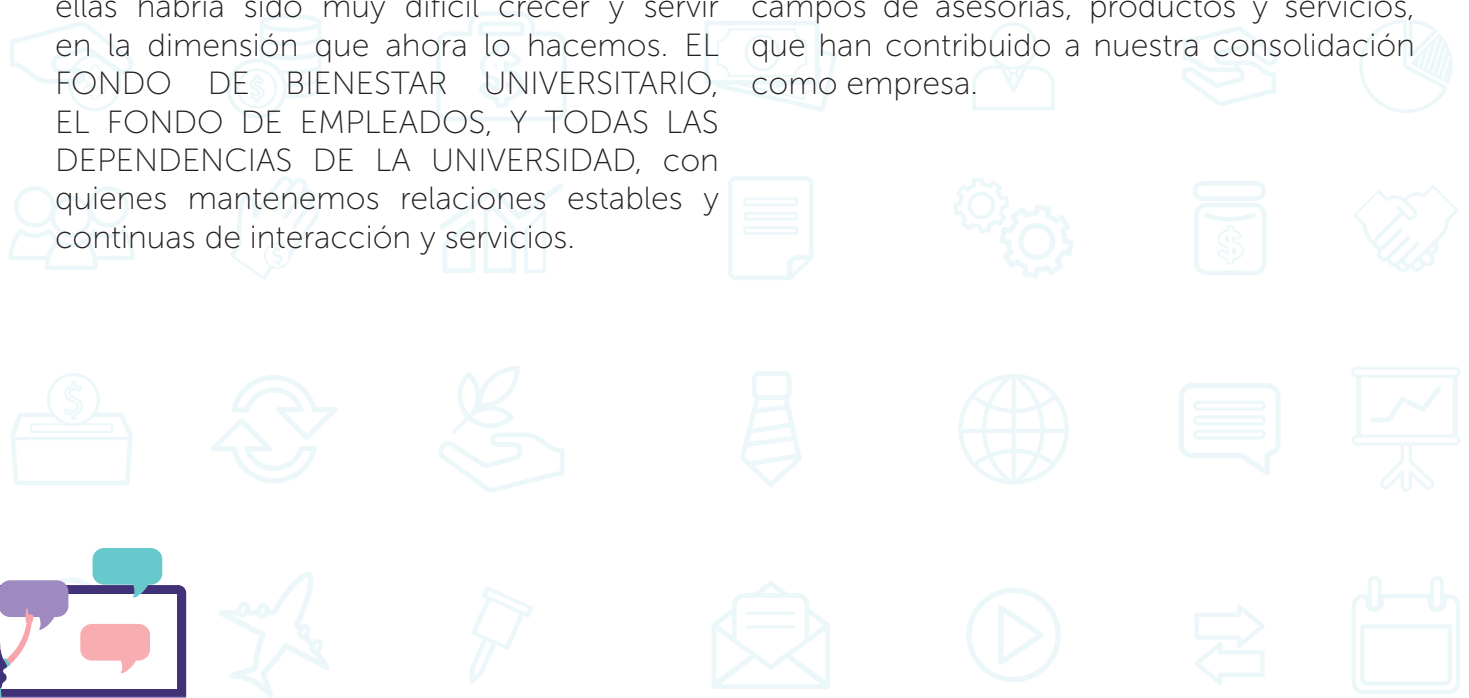 ellas habría sido muy difícil crecer y servir
en la dimensión que ahora lo hacemos. EL
FONDO DE BIENESTAR UNIVERSITARIO,
EL FONDO DE EMPLEADOS, Y TODAS LAS
DEPENDENCIAS DE LA UNIVERSIDAD, con
quienes mantenemos relaciones estables y
continuas de interacción y servicios.
campos de asesorías, productos y servicios,
que han contribuido a nuestra consolidación
como empresa.